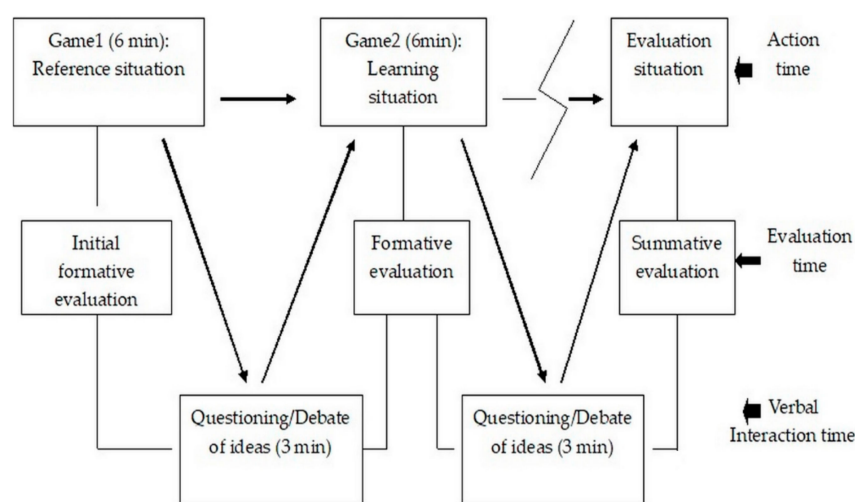 Game1 (6 min):
Reference situation
Game2 (6min):
Learning
situation
Evaluation
situation
Action
time
Initial
formative
evaluation
Formative
evaluation
Summative
evaluation
Evaluation
time
Questioning/Debate
of ideas (3 min)
Questioning/Debate
of ideas (3 min)
Verbal
Interaction time